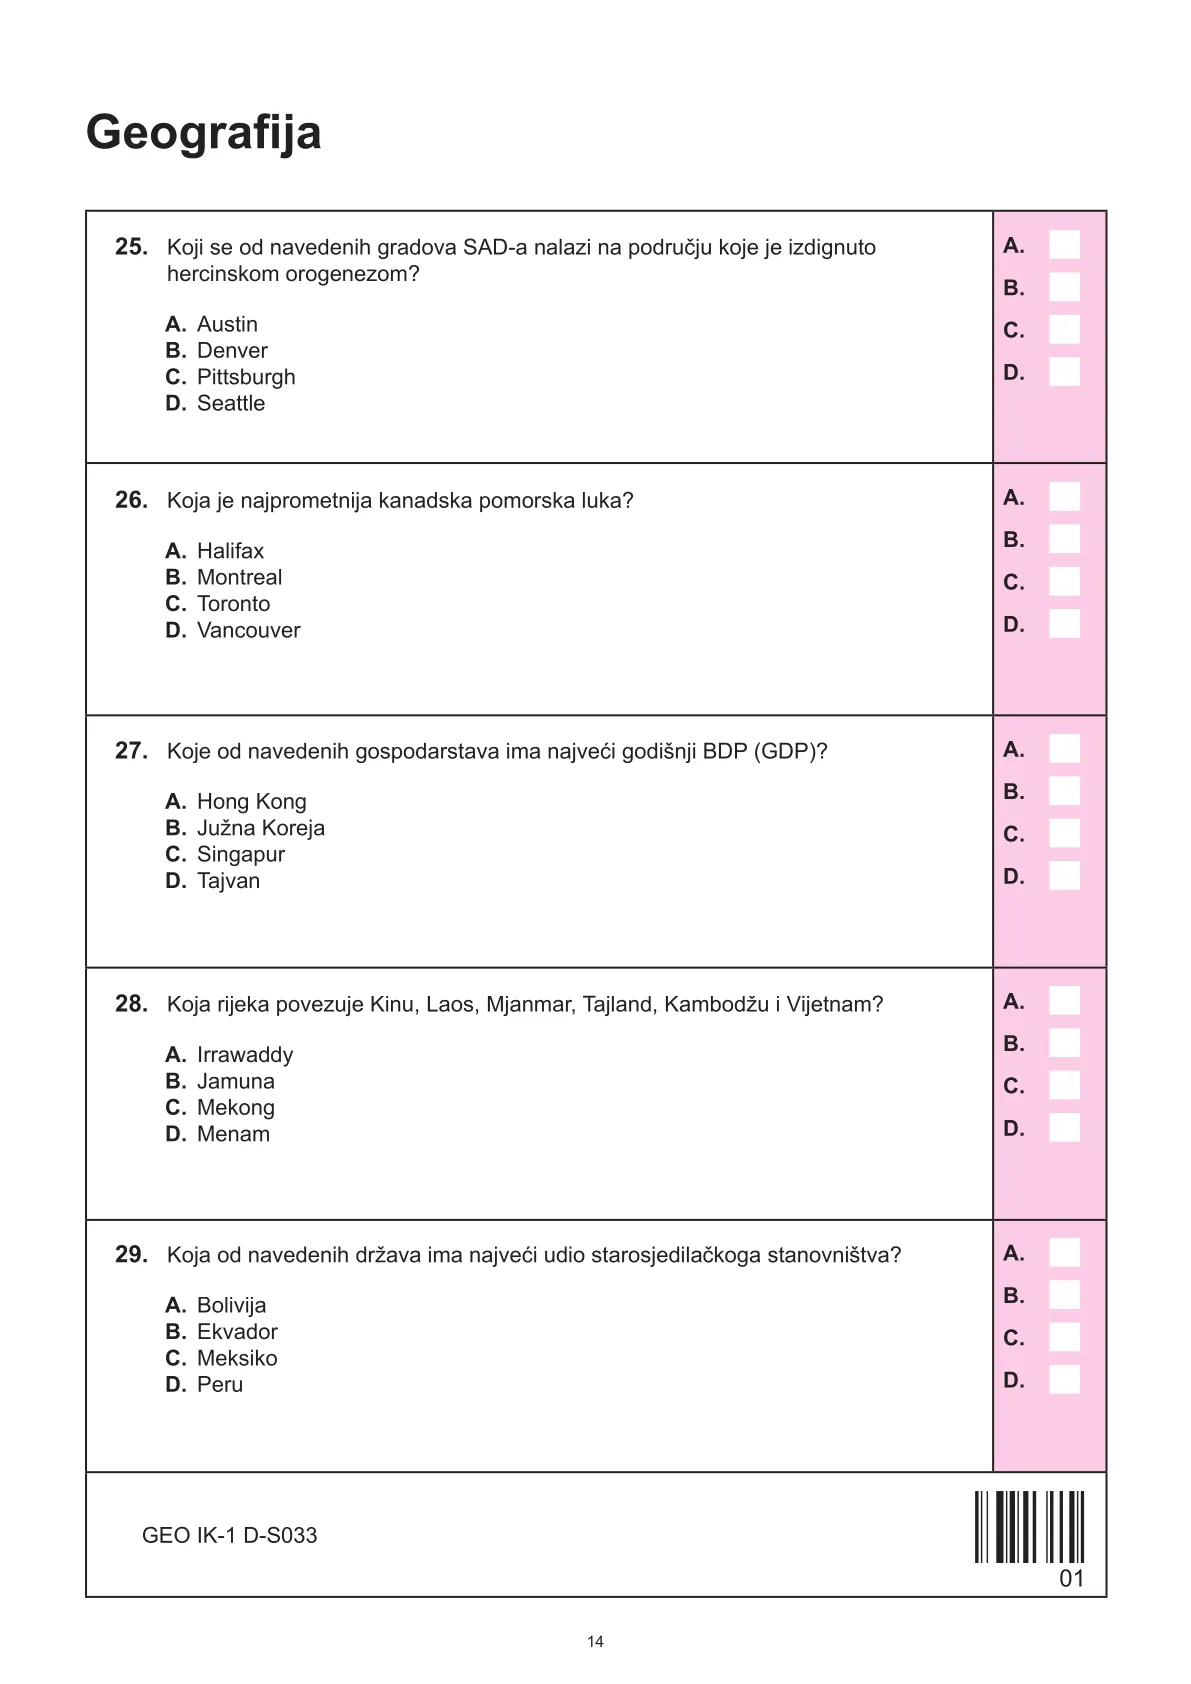 Geografija
25. Koji se od navedenih gradova SAD-a nalazi na području koje je izdignuto
hercinskom orogenezom?
A. Austin
B. Denver
C. Pittsburgh
D. Seattle
A.
B.
C.
D.
26. Koja je najprometnija kanadska pomorska luka?
A. Halifax
B. Montreal
C. Toronto
D. Vancouver
A.
B.
C.
D.
27. Koje od navedenih gospodarstava ima najveći godišnji BDP (GDP)?
A. Hong Kong
B. Južna Koreja
C. Singapur
D. Tajvan
A.
B.
C.
D.
28. Koja rijeka povezuje Kinu, Laos, Mjanmar, Tajland, Kambodžu i Vijetnam?
A. Irrawaddy
B. Jamuna
C. Mekong
D. Menam
A.
B.
C.
D.
29. Koja od navedenih država ima najveći udio starosjedilačkoga stanovništva?
A. Bolivija
B. Ekvador
C. Meksiko
D. Peru
A.
B.
C.
D.
GEO IK-1 D-S033
01
14